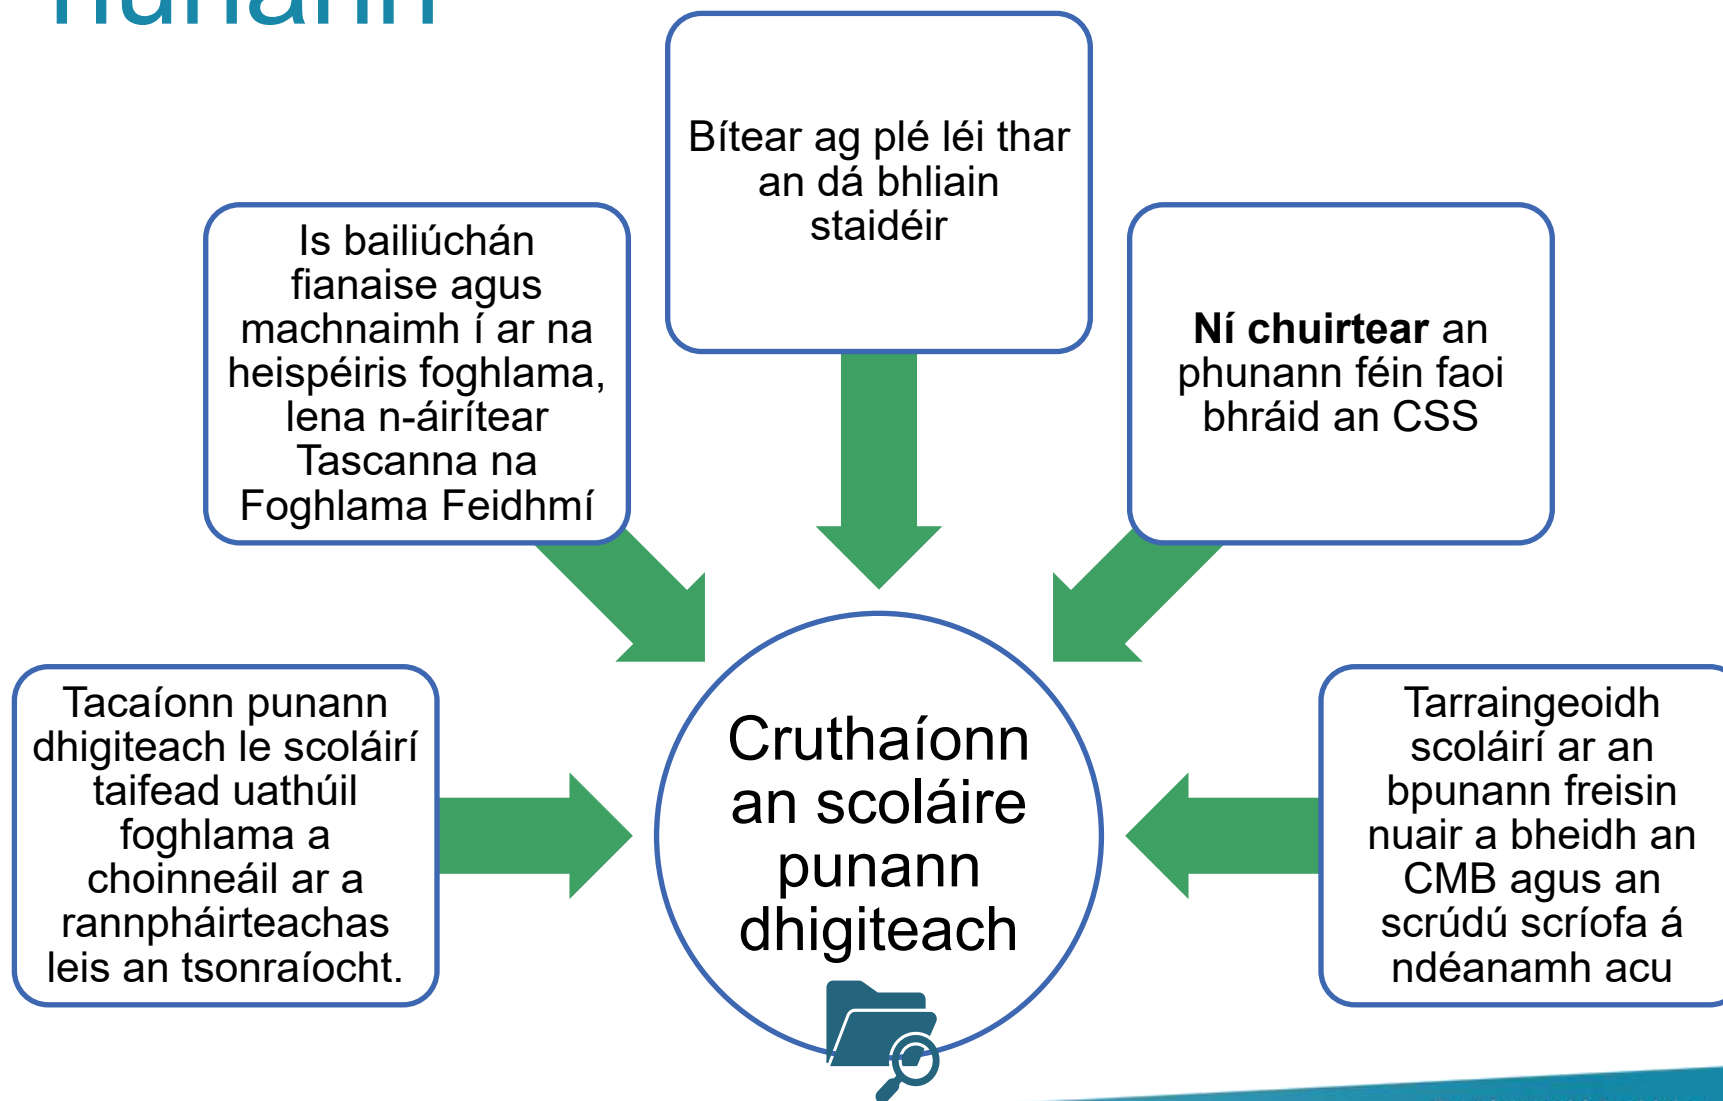 Bítear ag plé léi thar
an dá bhliain
staidéir
Is bailiúchán
fianaise agus
machnaimh í ar na
heispéiris foghlama,
lena n-áirítear
Tascanna na
Foghlama Feidhmí
Ní chuirtear an
phunann féin faoi
bhráid an CSS
Tacaíonn punann
dhigiteach le scoláirí
taifead uathúil
foghlama a
choinneáil ar a
rannpháirteachas
leis an tsonraíocht.
Cruthaíonn
an scoláire
punann
dhigiteach
Tarraingeoidh
scoláirí ar an
bpunann freisin
nuair a bheidh an
CMB agus an
scrúdú scríofa á
ndéanamh acu